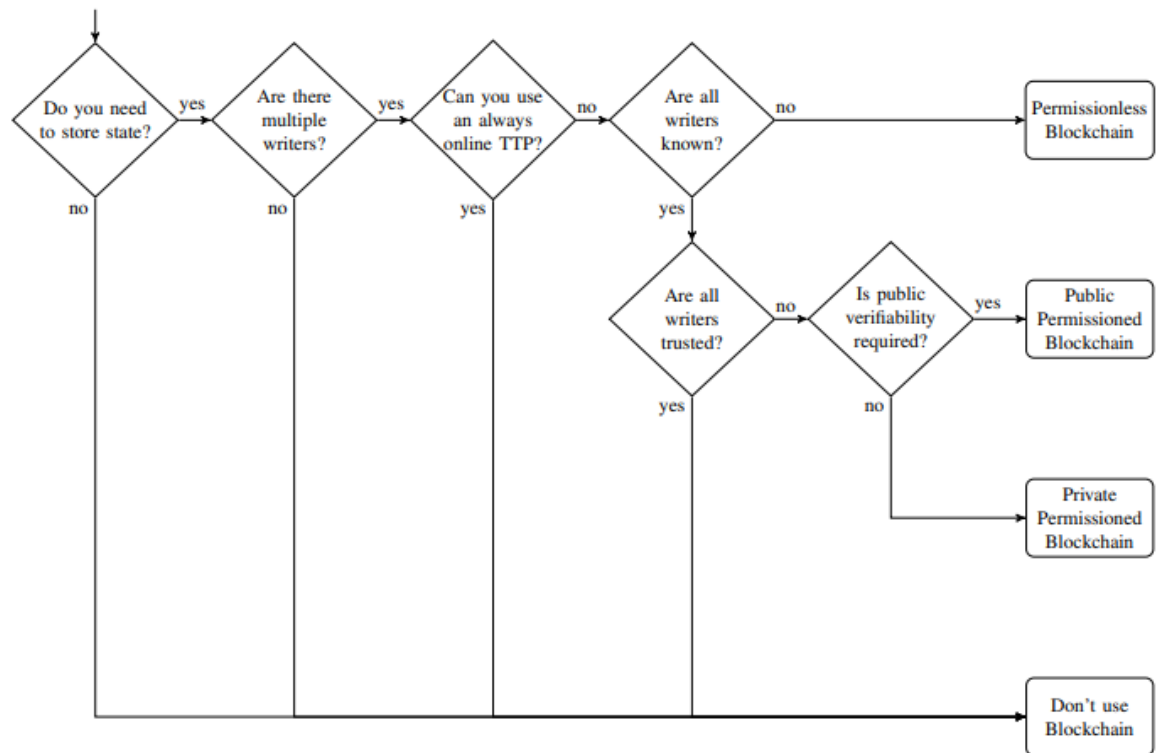 Do you need
to store state?
yes
no
Are there
multiple
writers?
yes
no
Can you use
an always
online TTP?
no
yes
Are all
writers
known?
no
yes
Permissionless
Blockchain
Are all
writers
trusted?
no
yes
Is public
verifiability
required?
yes
no
Public
Permissioned
Blockchain
Private
Permissioned
Blockchain
Don't use
Blockchain